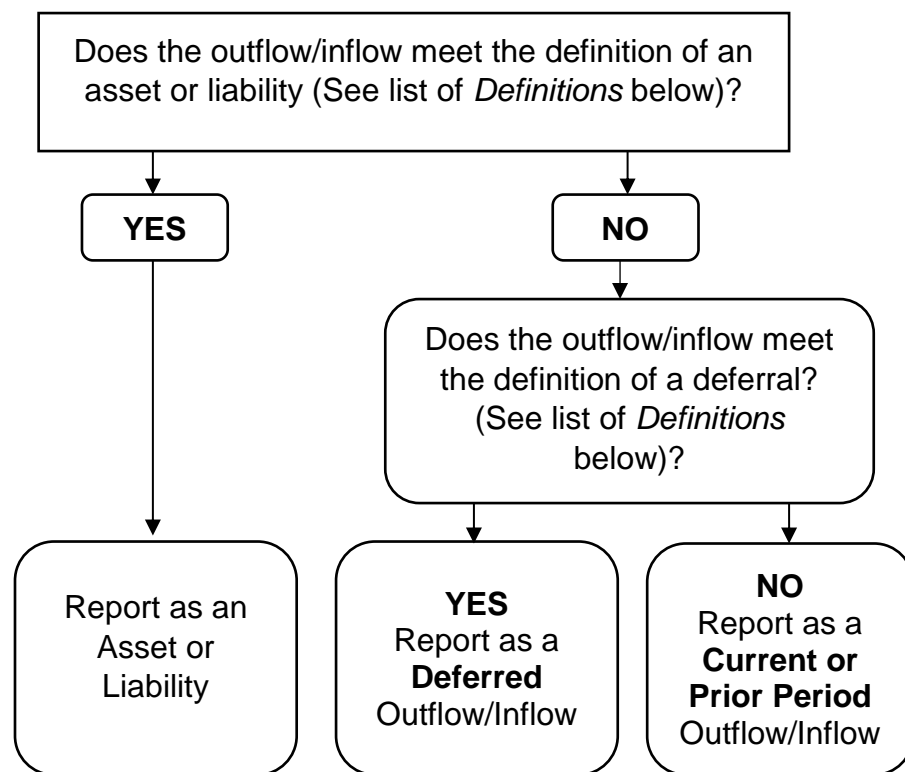 Does the outflow/inflow meet the definition of an
asset or liability (See list of Definitions below)?
YES
NO
Does the outflow/inflow meet
the definition of a deferral?
(See list of Definitions
below)?
Report as an
Asset or
Liability
YES
Report as a
Deferred
Outflow/Inflow
NO
Report as a
Current or
Prior Period
Outflow/Inflow